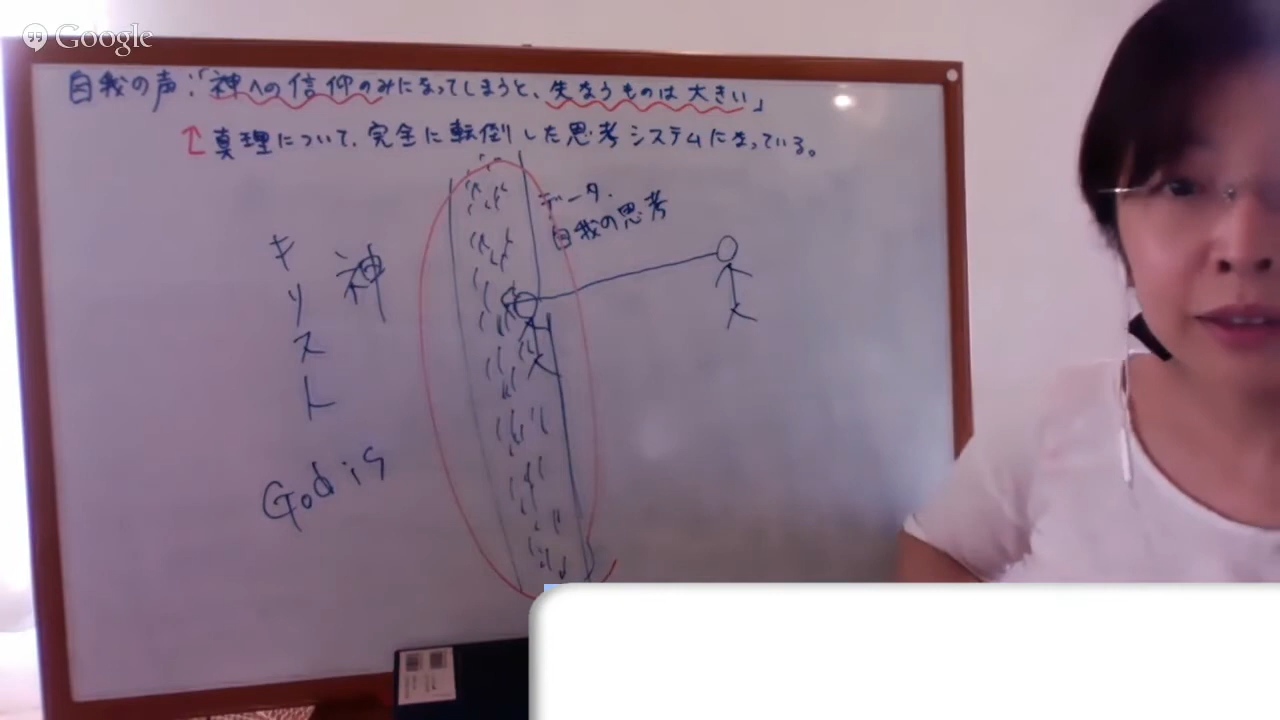 Google
自我の声：「神への信仰のみになってしまうと、失なうものは大きい」
↑真理について、完全に転倒した思考システムになっている。
データ.
自我の思考
神
キリスト
God is